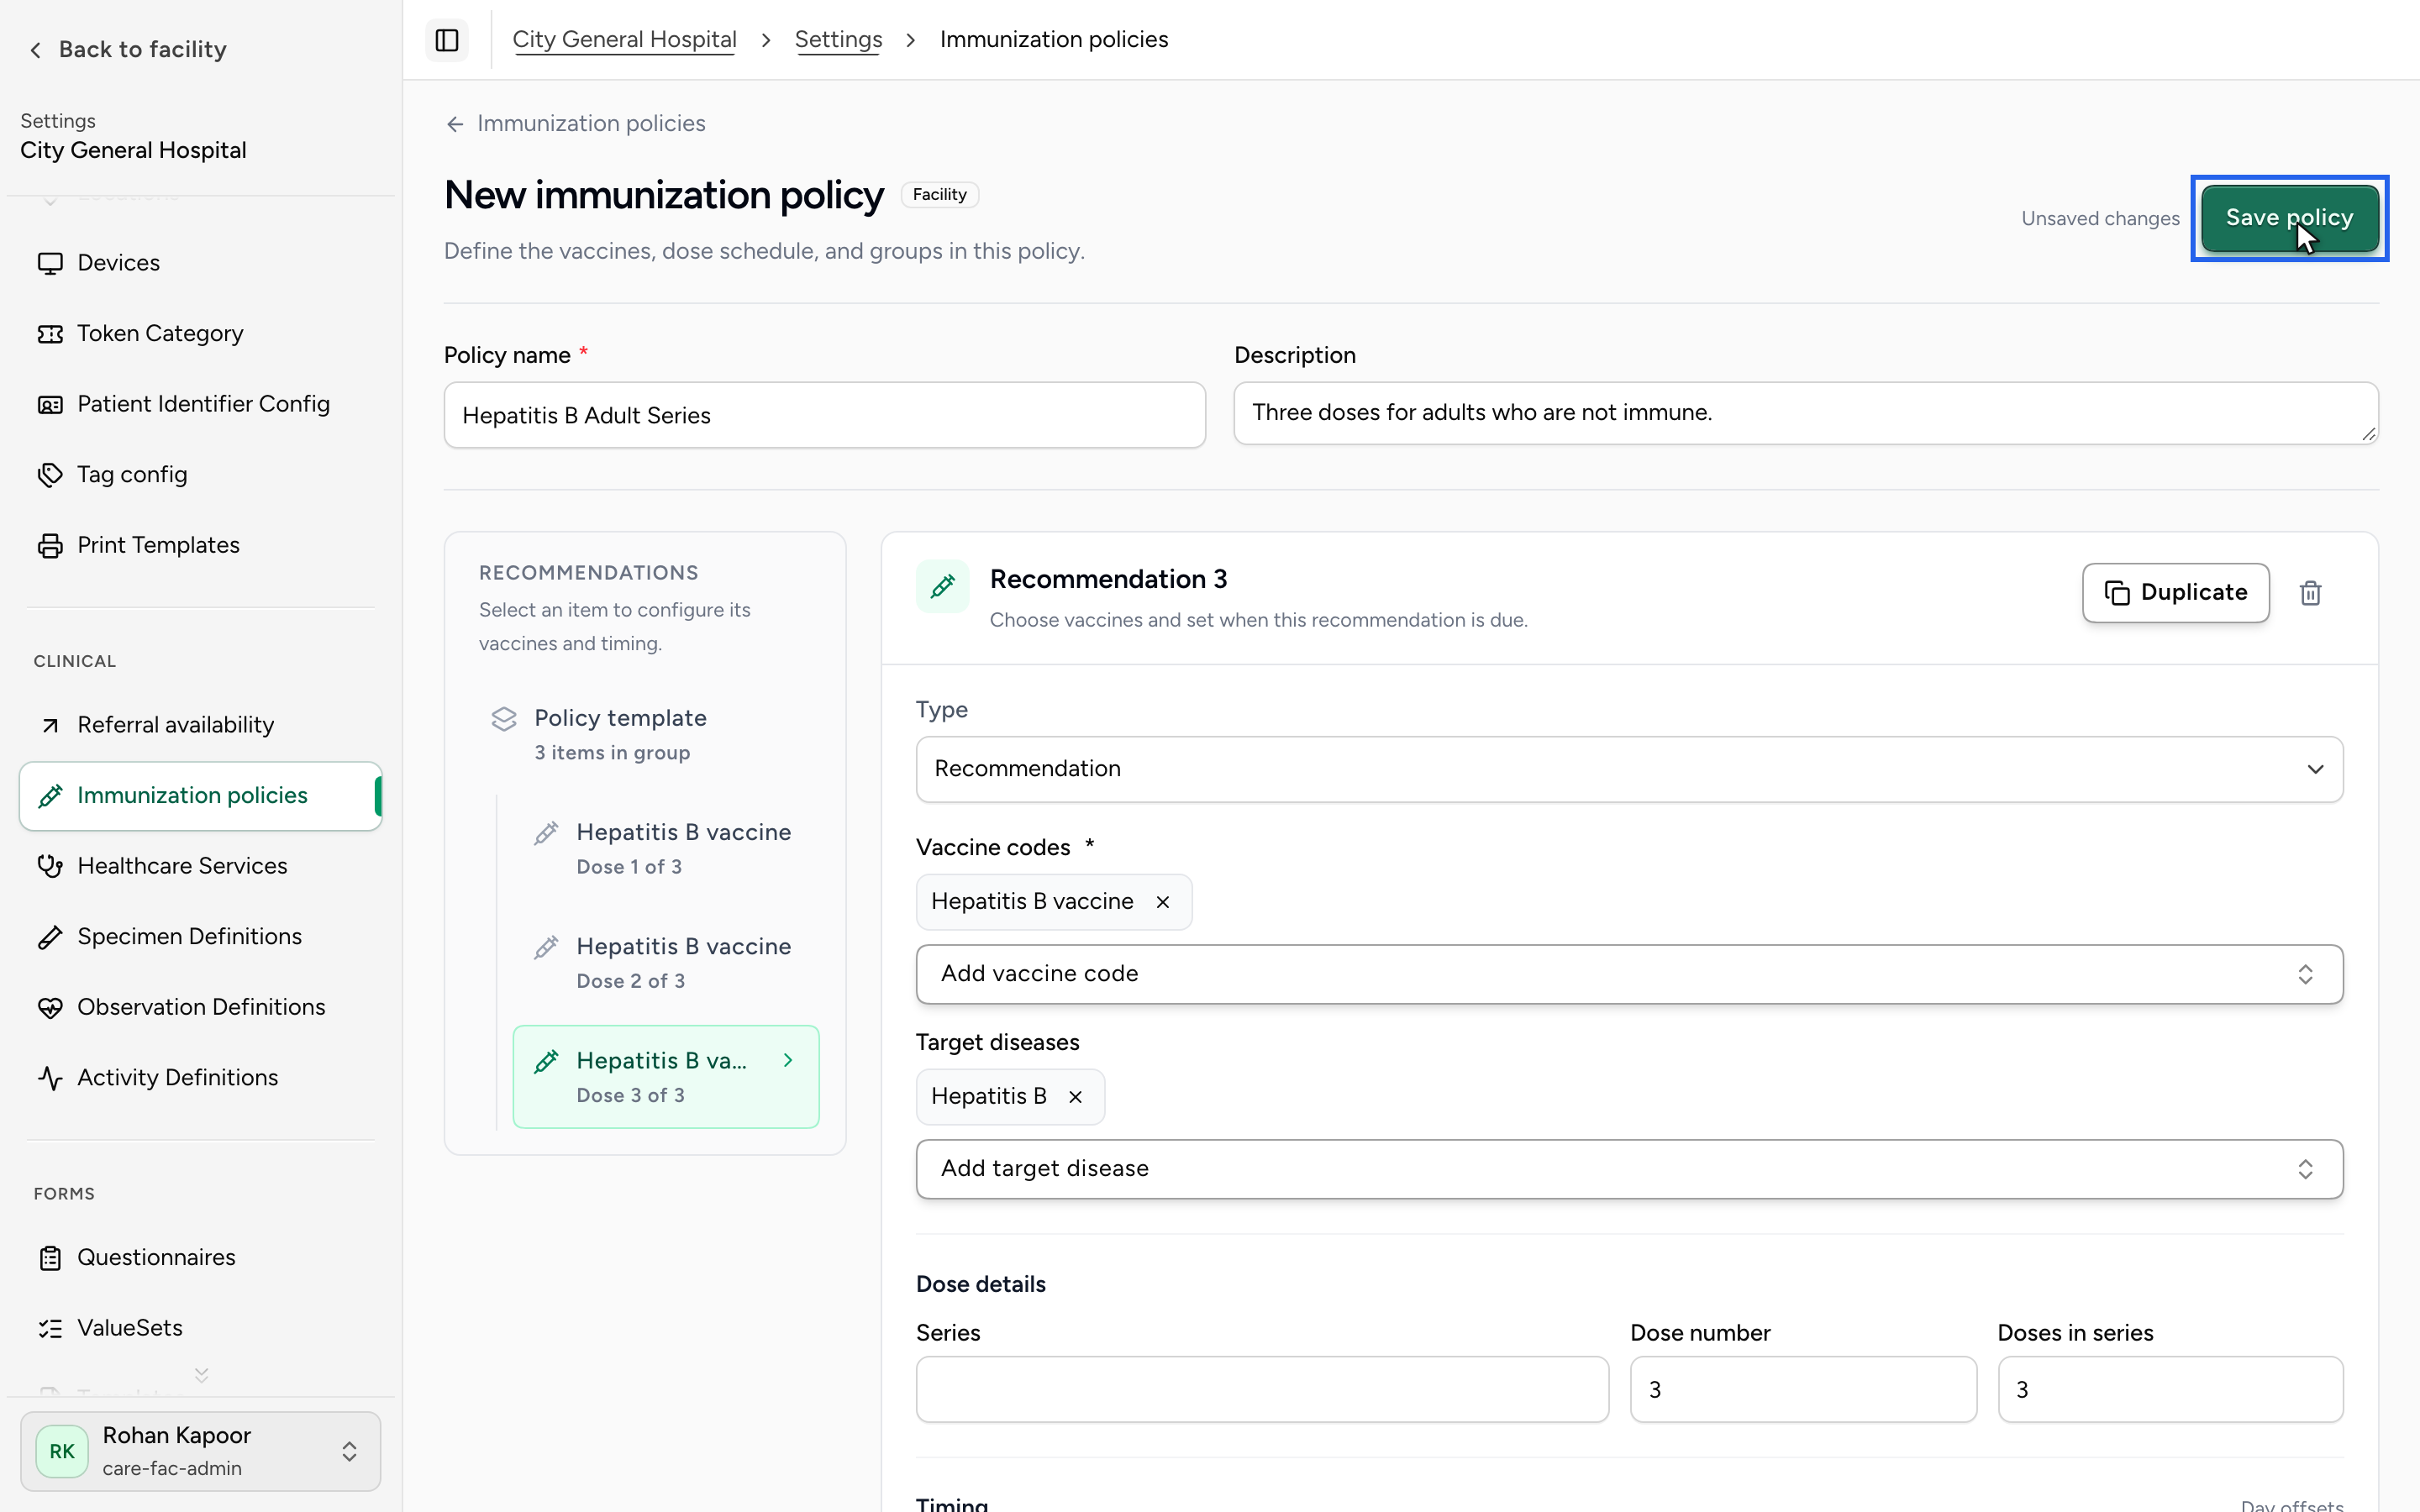 Back to facility
Settings
City General Hospital
Devices
Token Category
Patient Identifier Config
Tag config
Print Templates
CLINICAL
Referral availability
Immunization policies
Healthcare Services
Specimen Definitions
Observation Definitions
Activity Definitions
FORMS
Questionnaires
ValueSets
RK
Rohan Kapoor
care-fac-admin
City General Hospital
Settings
Immunization policies
Immunization policies
New immunization policy
Facility
Define the vaccines, dose schedule, and groups in this policy.
Unsaved changes
Save policy
Policy name *
Hepatitis B Adult Series
Description
Three doses for adults who are not immune.
RECOMMENDATIONS
Select an item to configure its
vaccines and timing.
Policy template
3 items in group
Hepatitis B vaccine
Dose 1 of 3
Hepatitis B vaccine
Dose 2 of 3
Hepatitis B va...
Dose 3 of 3
Recommendation 3
Choose vaccines and set when this recommendation is due.
Duplicate
Type
Recommendation
Vaccine codes *
Hepatitis B vaccine
Add vaccine code
Target diseases
Hepatitis B
Add target disease
Dose details
Series
Dose number
3
Doses in series
3
Timing
Day offsets